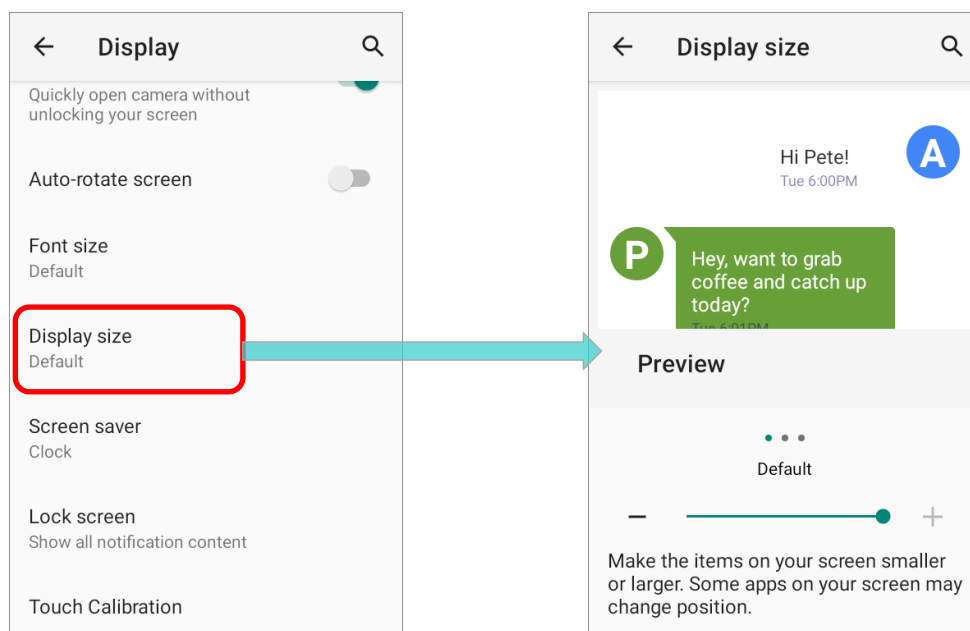 Display
Quickly open camera without
unlocking your screen
Auto-rotate screen
Font size
Default
Display size
Default
Screen saver
Clock
Lock screen
Show all notification content
Touch Calibration
Display size
Hi Pete!
Tue 6:00PM
A
P
Hey, want to grab
coffee and catch up
today?
Tue 6:01PM
Preview
Default
Make the items on your screen smaller
or larger. Some apps on your screen may
change position.